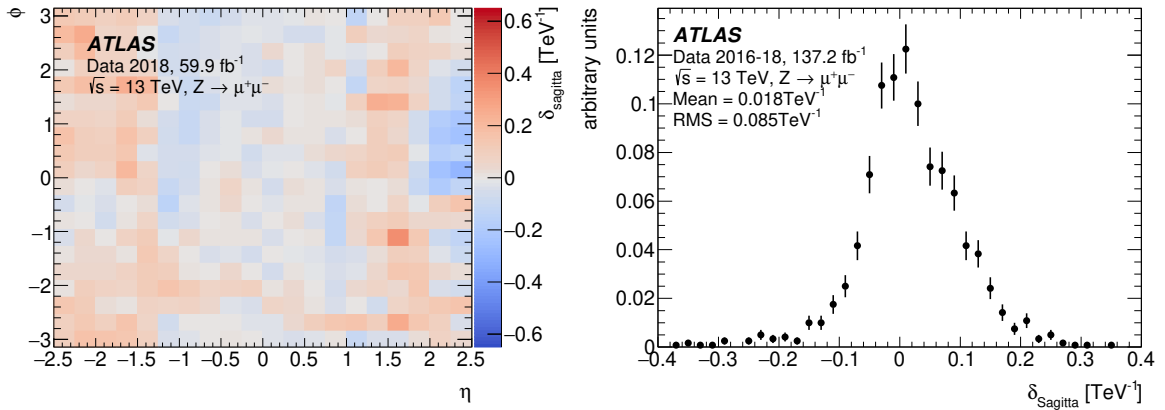 ϕ
3
2
1
0
−1
−2
−3
ATLAS
Data 2018, 59.9 fb⁻¹
√s = 13 TeV, Z → μ⁺μ⁻
−2.5 −2 −1.5 −1 −0.5 0 0.5 1 1.5 2 2.5
η
0.6
0.4
0.2
0
−0.2
−0.4
−0.6
δsagitta [TeV⁻¹]
arbitrary units
0.12
0.1
0.08
0.06
0.04
0.02
0
ATLAS
Data 2016-18, 137.2 fb⁻¹
√s = 13 TeV, Z → μ⁺μ⁻
Mean = 0.018TeV⁻¹
RMS = 0.085TeV⁻¹
−0.4 −0.3 −0.2 −0.1 0 0.1 0.2 0.3 0.4
δSagitta [TeV⁻¹]